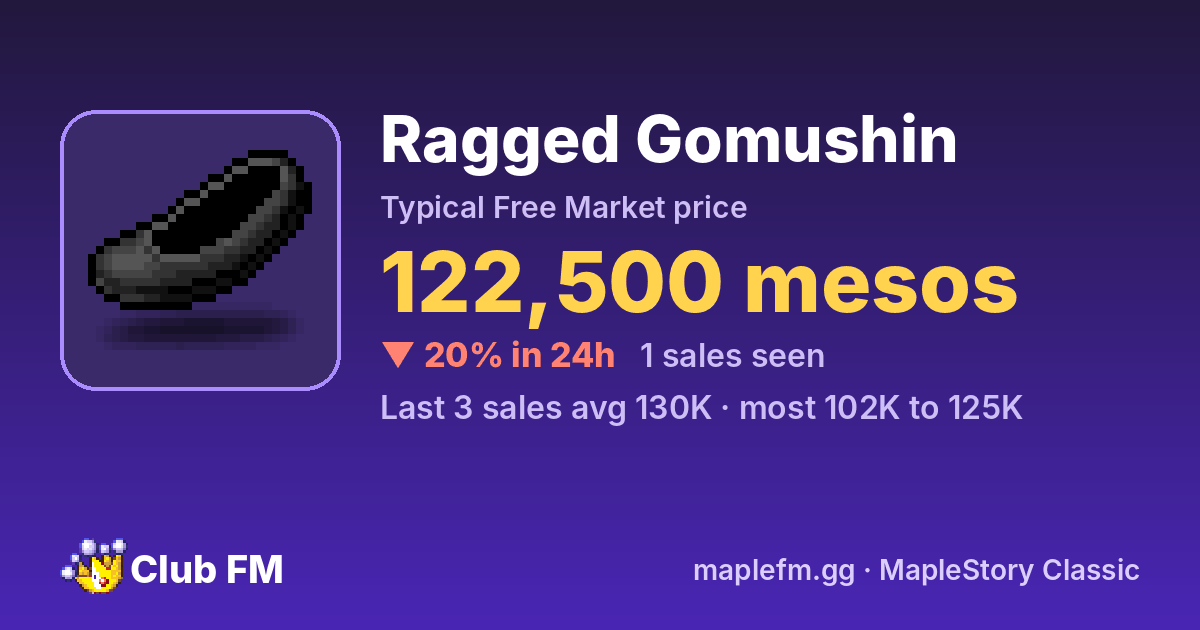 Ragged Gomushin
Typical Free Market price
122,500 mesos
▼ 20% in 24h 1 sales seen
Last 3 sales avg 130K · most 102K to 125K
Club FM
maplefm.gg · MapleStory Classic